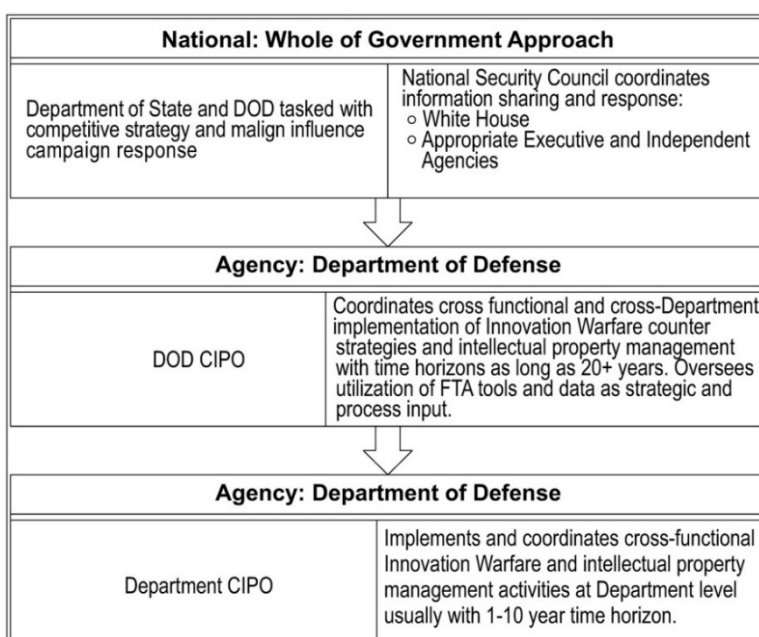 National: Whole of Government Approach
Department of State and DOD tasked with
competitive strategy and malign influence
campaign response
National Security Council coordinates
information sharing and response:
○ White House
○ Appropriate Executive and Independent
Agencies
Agency: Department of Defense
DOD CIPO
Coordinates cross functional and cross-Department
implementation of Innovation Warfare counter
strategies and intellectual property management
with time horizons as long as 20+ years. Oversees
utilization of FTA tools and data as strategic and
process input.
Agency: Department of Defense
Department CIPO
Implements and coordinates cross-functional
Innovation Warfare and intellectual property
management activities at Department level
usually with 1-10 year time horizon.